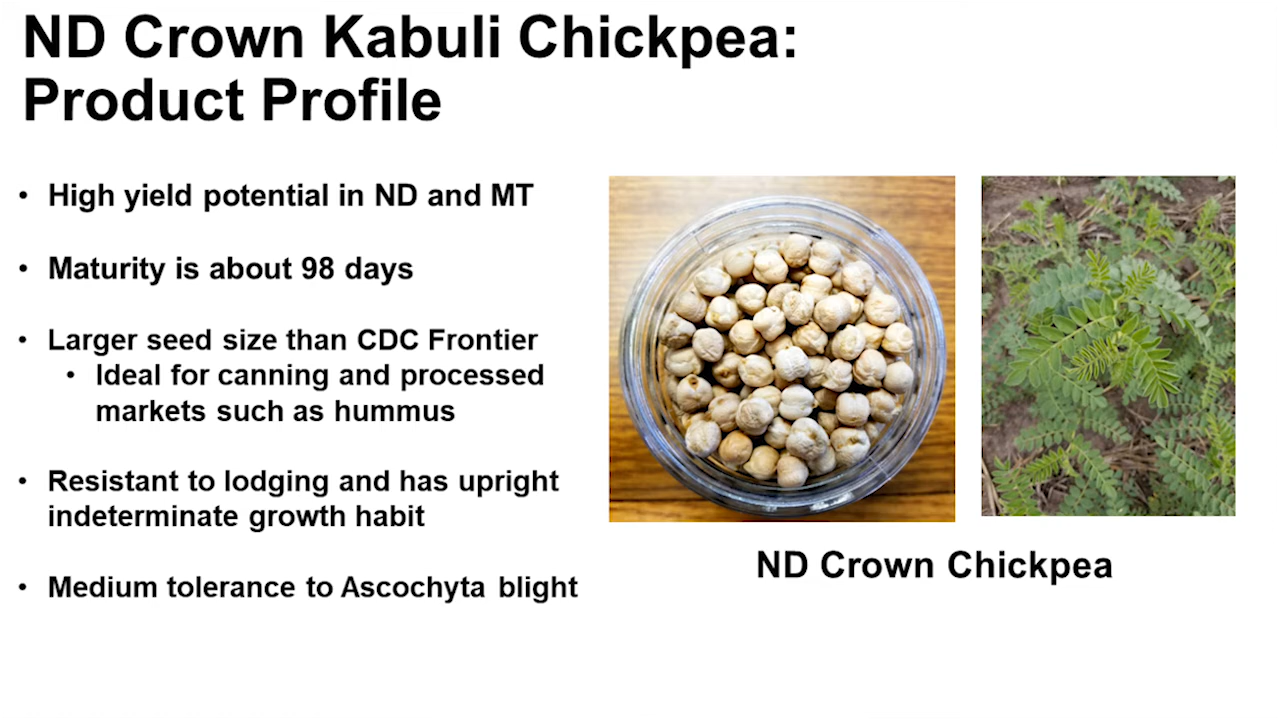 ND Crown Kabuli Chickpea:
Product Profile
• High yield potential in ND and MT
• Maturity is about 98 days
• Larger seed size than CDC Frontier
• Ideal for canning and processed
markets such as hummus
• Resistant to lodging and has upright
indeterminate growth habit
• Medium tolerance to Ascochyta blight
ND Crown Chickpea